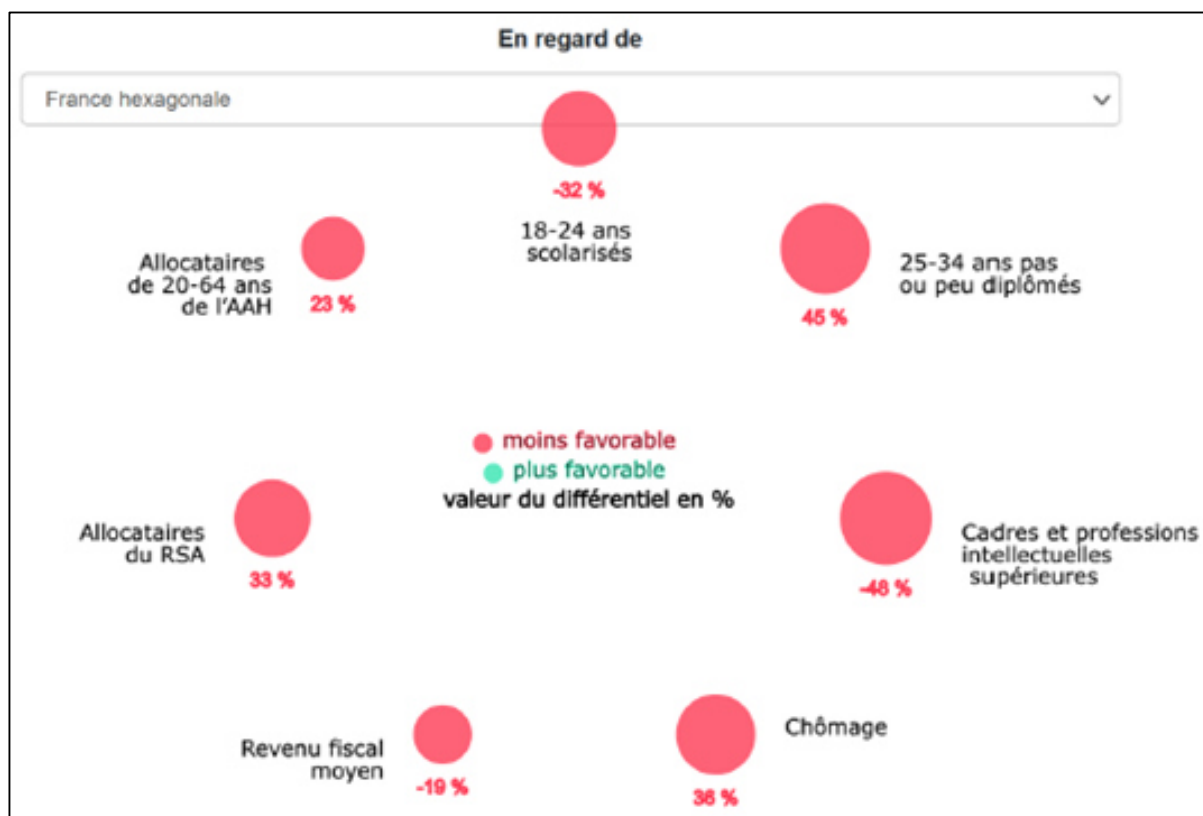 En regard de
France hexagonale
-32 %
18-24 ans
scolarisés
Allocataires
de 20-64 ans
de l'AAH
23 %
25-34 ans pas
ou peu diplômés
45 %
moins favorable
plus favorable
valeur du différentiel en %
Allocataires
du RSA
33 %
Cadres et professions
intellectuelles
supérieures
-48 %
Revenu fiscal
moyen
-19 %
Chômage
36 %